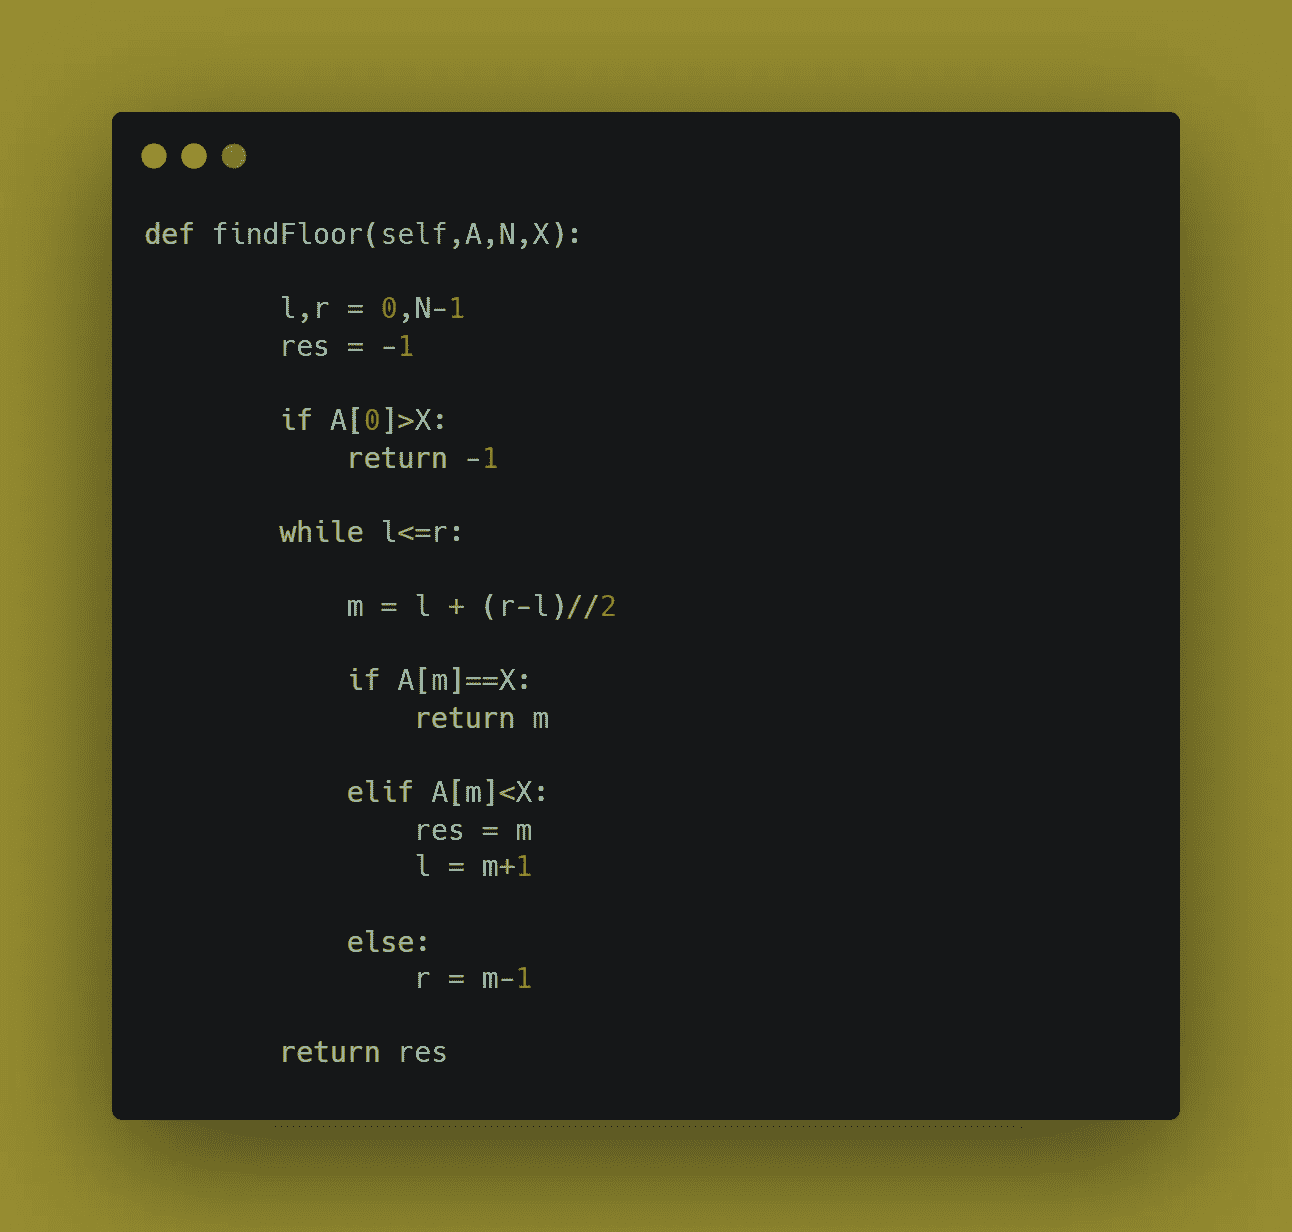 def findFloor(self,A,N,X):
l,r = 0,N-1
res = -1
if A[0]>X:
return -1
while l<=r:
m = l + (r-l)//2
if A[m]==X:
return m
elif A[m]<X:
res = m
l = m+1
else:
r = m-1
return res